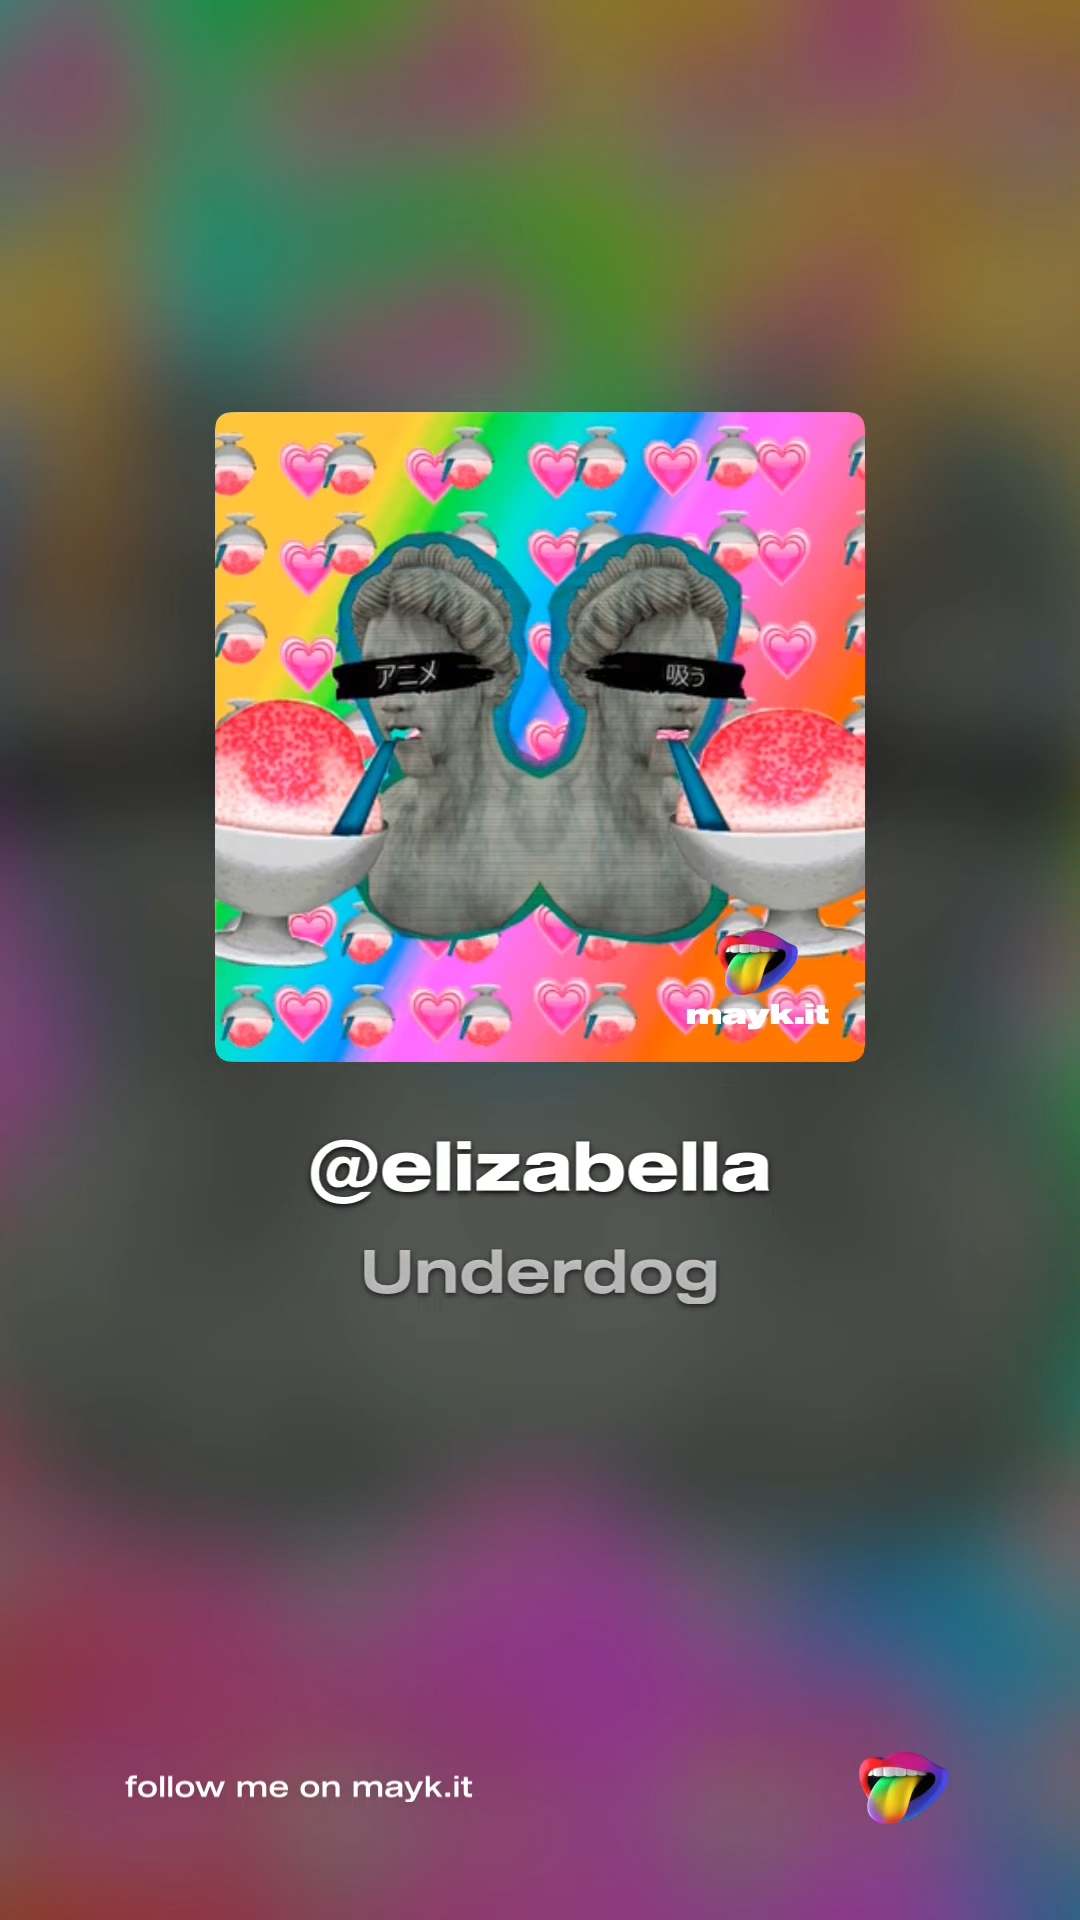 アニメ
吸う
mayk.it
@elizabella
Underdog
follow me on mayk.it